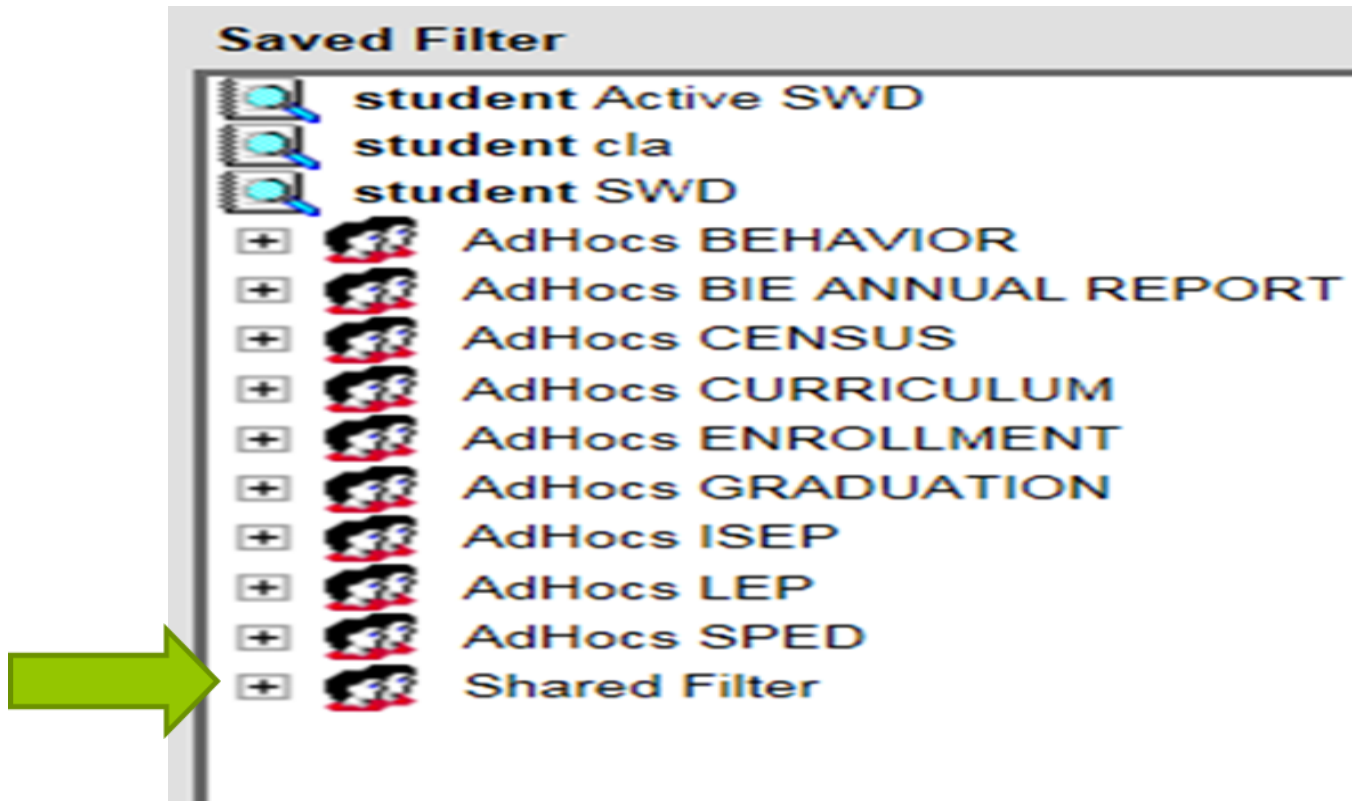 Saved Filter
student Active SWD
student cla
student SWD
AdHocs BEHAVIOR
AdHocs BIE ANNUAL REPORT
AdHocs CENSUS
AdHocs CURRICULUM
AdHocs ENROLLMENT
AdHocs GRADUATION
AdHocs ISEP
AdHocs LEP
AdHocs SPED
Shared Filter